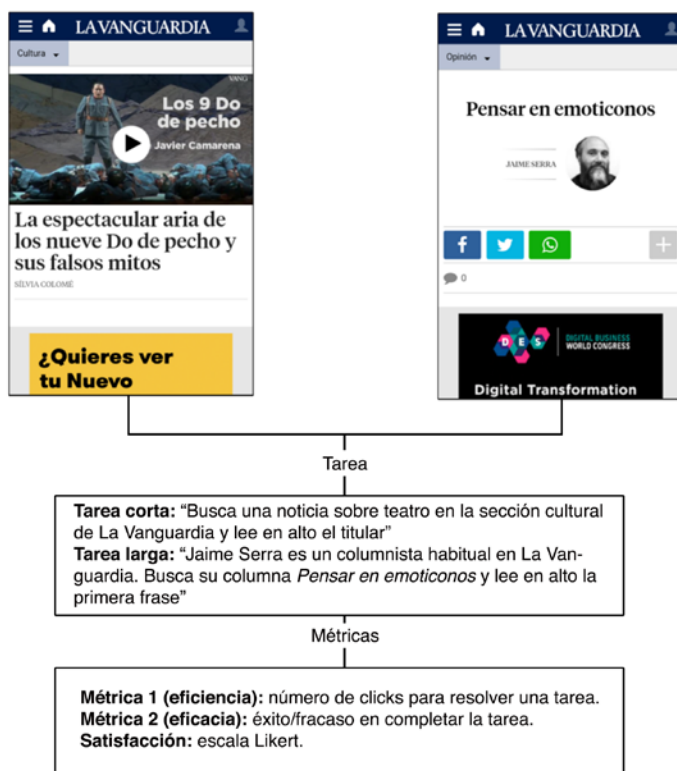 LA VANGUARDIA
Cultura
VANG
Los 9 Do
de pecho
Javier Camarena
La espectacular aria de
los nueve Do de pecho y
sus falsos mitos
SÍLVIA COLOMÉ
¿Quieres ver
tu Nuevo
LA VANGUARDIA
Opinión
Pensar en emoticonos
JAIME SERRA
0
DES
DIGITAL BUSINESS
WORLD CONGRESS
Digital Transformation
Tarea
Tarea corta: “Busca una noticia sobre teatro en la sección cultural
de La Vanguardia y lee en alto el titular”
Tarea larga: “Jaime Serra es un columnista habitual en La Van-
guardia. Busca su columna Pensar en emoticonos y lee en alto la
primera frase”
Métricas
Métrica 1 (eficiencia): número de clicks para resolver una tarea.
Métrica 2 (eficacia): éxito/fracaso en completar la tarea.
Satisfacción: escala Likert.